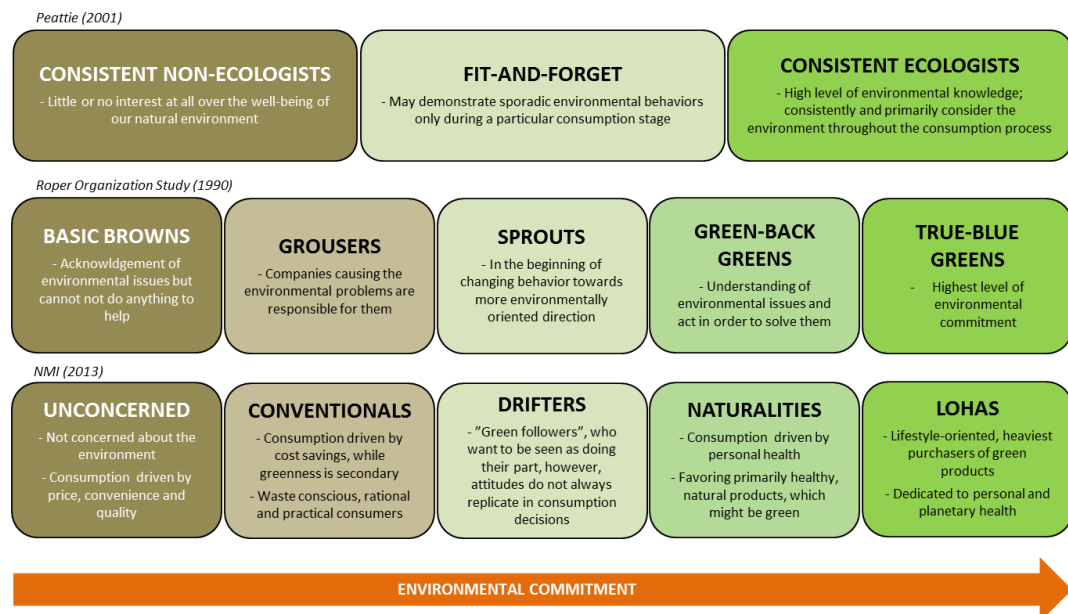 Peattie (2001)
CONSISTENT NON-ECOLOGISTS
- Little or no interest at all over the well-being of
our natural environment
FIT-AND-FORGET
- May demonstrate sporadic environmental behaviors
only during a particular consumption stage
CONSISTENT ECOLOGISTS
- High level of environmental knowledge;
consistently and primarily consider the
environment throughout the consumption process
Roper Organization Study (1990)
BASIC BROWNS
- Acknowldgement of
environmental issues but
cannot not do anything to
help
GROUSERS
- Companies causing the
environmental problems are
responsible for them
SPROUTS
- In the beginning of
changing behavior towards
more environmentally
oriented direction
GREEN-BACK
GREENS
- Understanding of
environmental issues and
act in order to solve them
TRUE-BLUE
GREENS
- Highest level of
environmental
commitment
NMI (2013)
UNCONCERNED
- Not concerned about the
environment
- Consumption driven by
price, convenience and
quality
CONVENTIONALS
- Consumption driven by
cost savings, while
greenness is secondary
- Waste conscious, rational
and practical consumers
DRIFTERS
- ”Green followers”, who
want to be seen as doing
their part, however,
attitudes do not always
replicate in consumption
decisions
NATURALITIES
- Consumption driven by
personal health
- Favoring primarily healthy,
natural products, which
might be green
LOHAS
- Lifestyle-oriented, heaviest
purchasers of green
products
- Dedicated to personal and
planetary health
ENVIRONMENTAL COMMITMENT